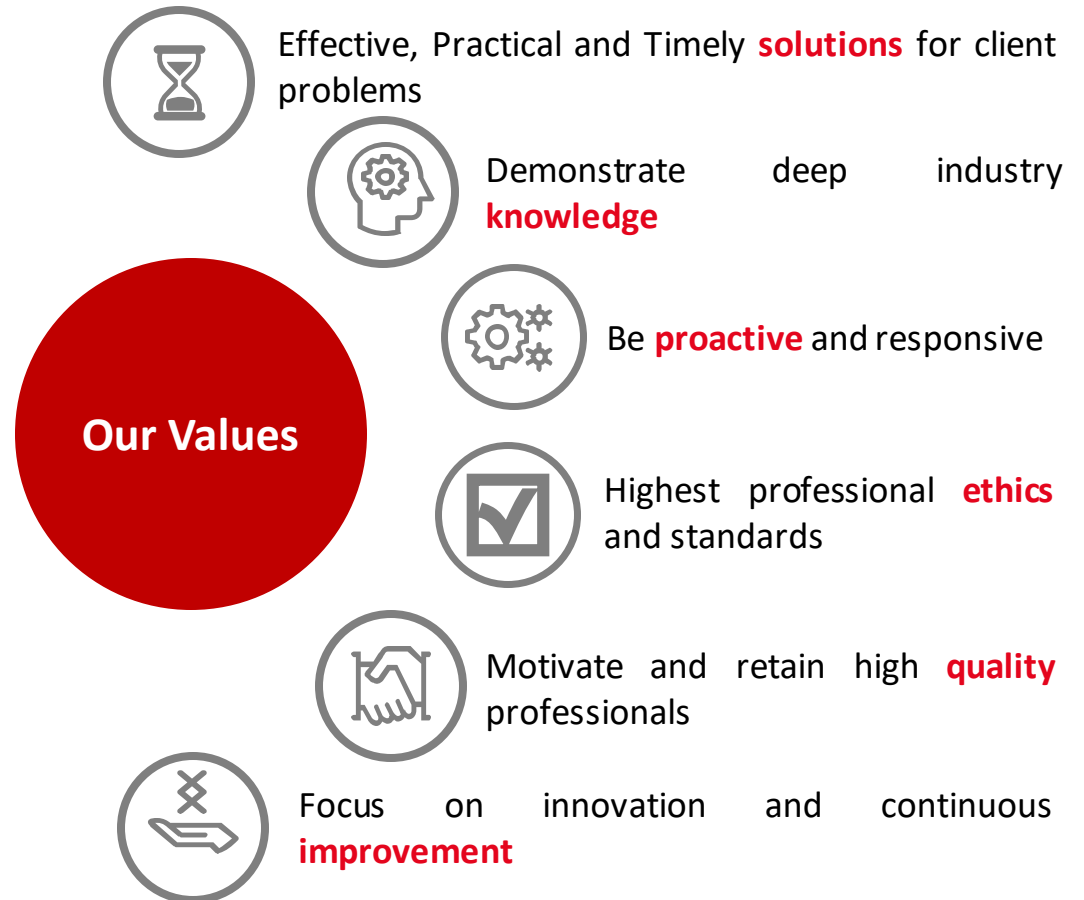 Effective, Practical and Timely solutions for client
problems
Demonstrate deep industry
knowledge
Be proactive and responsive
Our Values
Highest professional ethics
and standards
Motivate and retain high quality
professionals
Focus on innovation and continuous
improvement